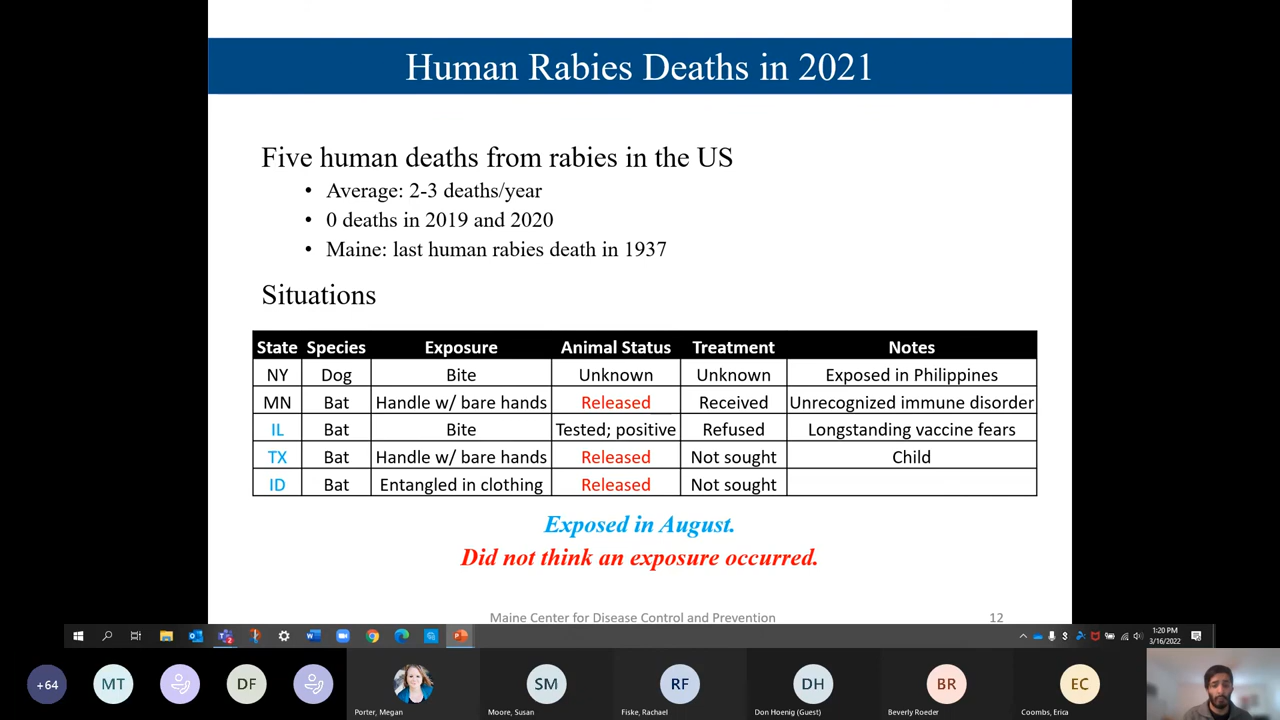 Human Rabies Deaths in 2021
Five human deaths from rabies in the US
• Average: 2-3 deaths/year
• 0 deaths in 2019 and 2020
• Maine: last human rabies death in 1937
Situations
State Species Exposure Animal Status Treatment Notes
NY Dog Bite Unknown Unknown Exposed in Philippines
MN Bat Handle w/ bare hands Released Received Unrecognized immune disorder
IL Bat Bite Tested; positive Refused Longstanding vaccine fears
TX Bat Handle w/ bare hands Released Not sought Child
ID Bat Entangled in clothing Released Not sought
Exposed in August.
Did not think an exposure occurred.
Maine Center for Disease Control and Prevention 12
1:20 PM
3/16/2022
+64 MT DF SM RF DH BR EC
Porter, Megan Moore, Susan Fiske, Rachael Don Hoenig (Guest) Beverly Roeder Coombs, Erica